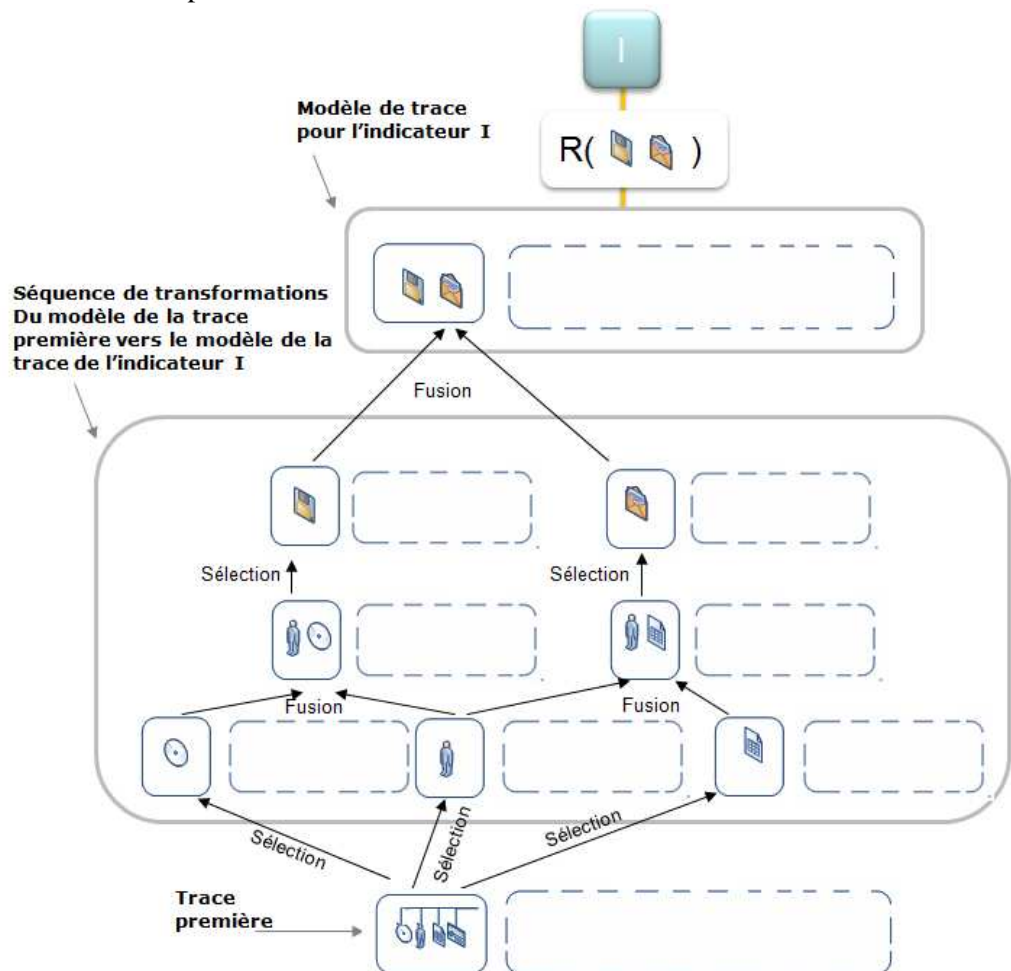 I
Modèle de trace
pour l'indicateur I
R( )
Séquence de transformations
Du modèle de la trace
première vers le modèle de la
trace de l'indicateur I
Fusion
Sélection
Sélection
Fusion
Fusion
Sélection
Sélection
Sélection
Trace
première